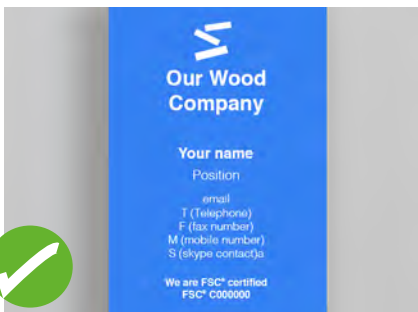 Our Wood
Company
Your name
Position
email
T (Telephone)
F (fax number)
M (mobile number)
S (skype contact)a
We are FSC® certified
FSC® C000000